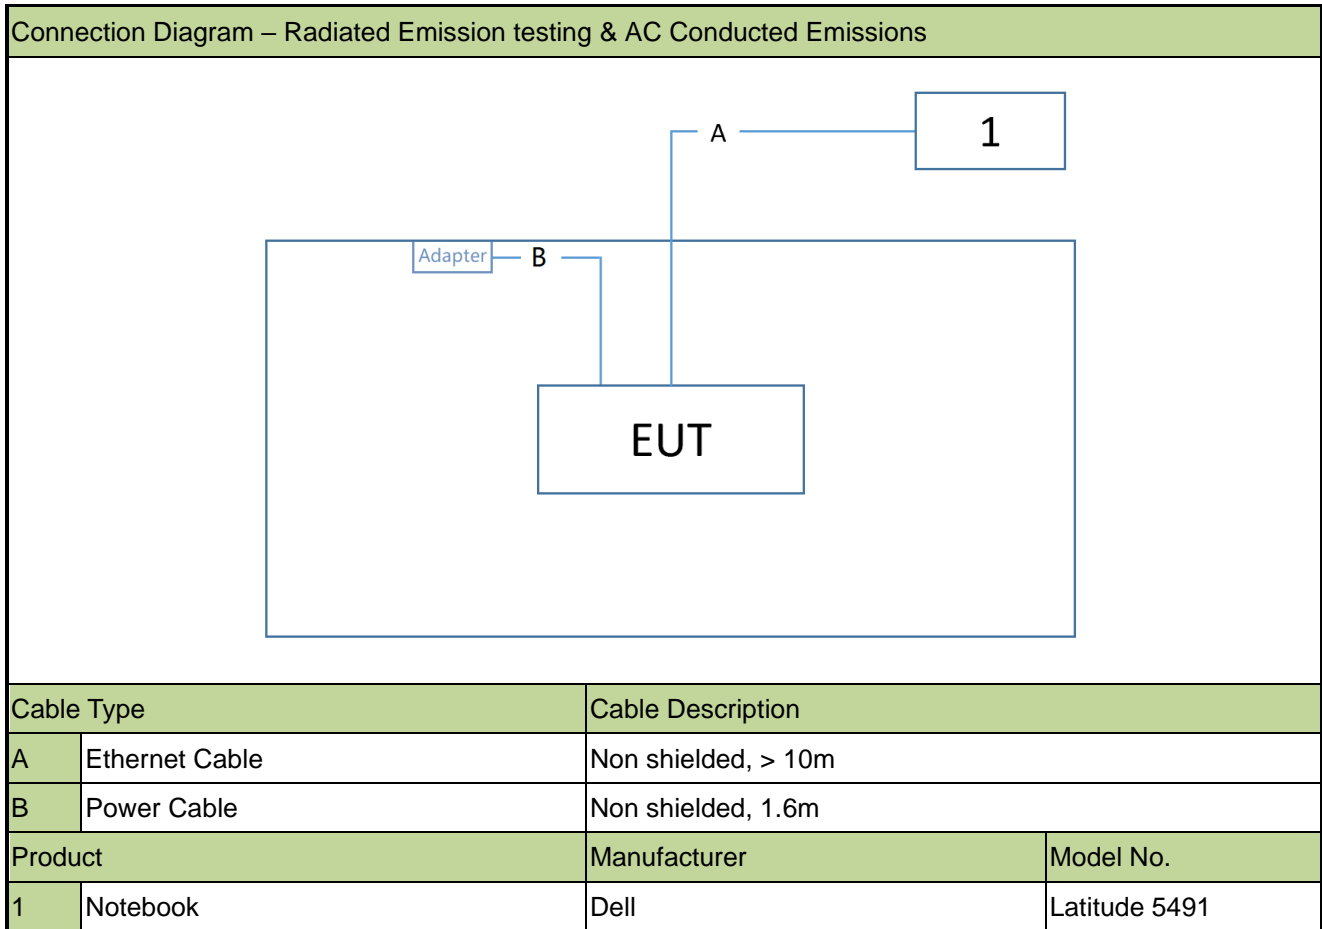 Connection Diagram – Radiated Emission testing & AC Conducted Emissions
A
1
Adapter
B
EUT
Cable Type Cable Description
A Ethernet Cable Non shielded, > 10m
B Power Cable Non shielded, 1.6m
Product Manufacturer Model No.
1 Notebook Dell Latitude 5491